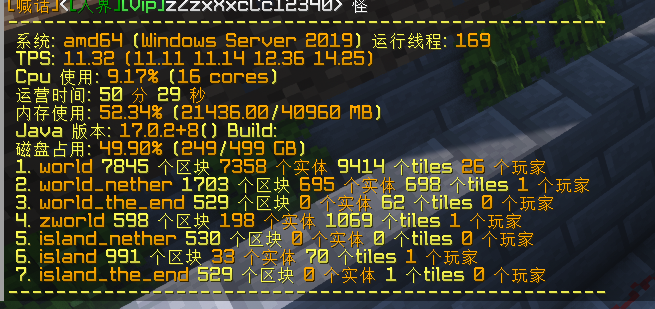 [喊话]<[人界][Vip]zZzxXxcCc12340> 怪
系统: amd64 (Windows Server 2019) 运行线程: 169
TPS: 11.32 (11.11 11.14 12.36 14.25)
Cpu 使用: 9.17% (16 cores)
运营时间: 50 分 29 秒
内存使用: 52.34% (21436.00/40960 MB)
Java 版本: 17.0.2+8() Build:
磁盘占用: 49.90% (249/499 GB)
1. world 7845 个区块 7358 个实体 9414 个tiles 26 个玩家
2. world_nether 1703 个区块 695 个实体 698 个tiles 1 个玩家
3. world_the_end 529 个区块 0 个实体 62 个tiles 0 个玩家
4. zworld 598 个区块 198 个实体 1069 个tiles 1 个玩家
5. island_nether 530 个区块 0 个实体 0 个tiles 0 个玩家
6. island 991 个区块 33 个实体 70 个tiles 1 个玩家
7. island_the_end 529 个区块 0 个实体 1 个tiles 0 个玩家